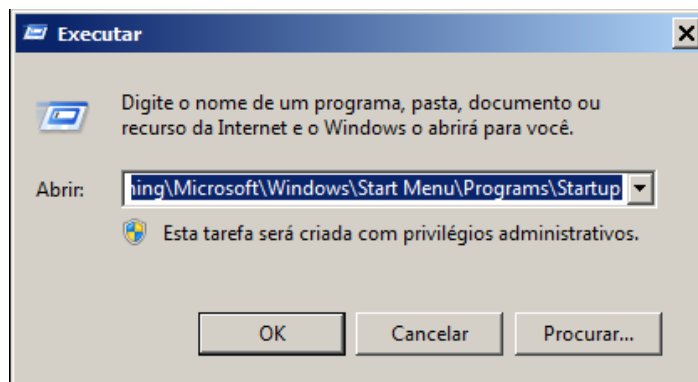 Executar
Digite o nome de um programa, pasta, documento ou
recurso da Internet e o Windows o abrirá para você.
Abrir: ning\Microsoft\Windows\Start Menu\Programs\Startup
Esta tarefa será criada com privilégios administrativos.
OK Cancelar Procurar...